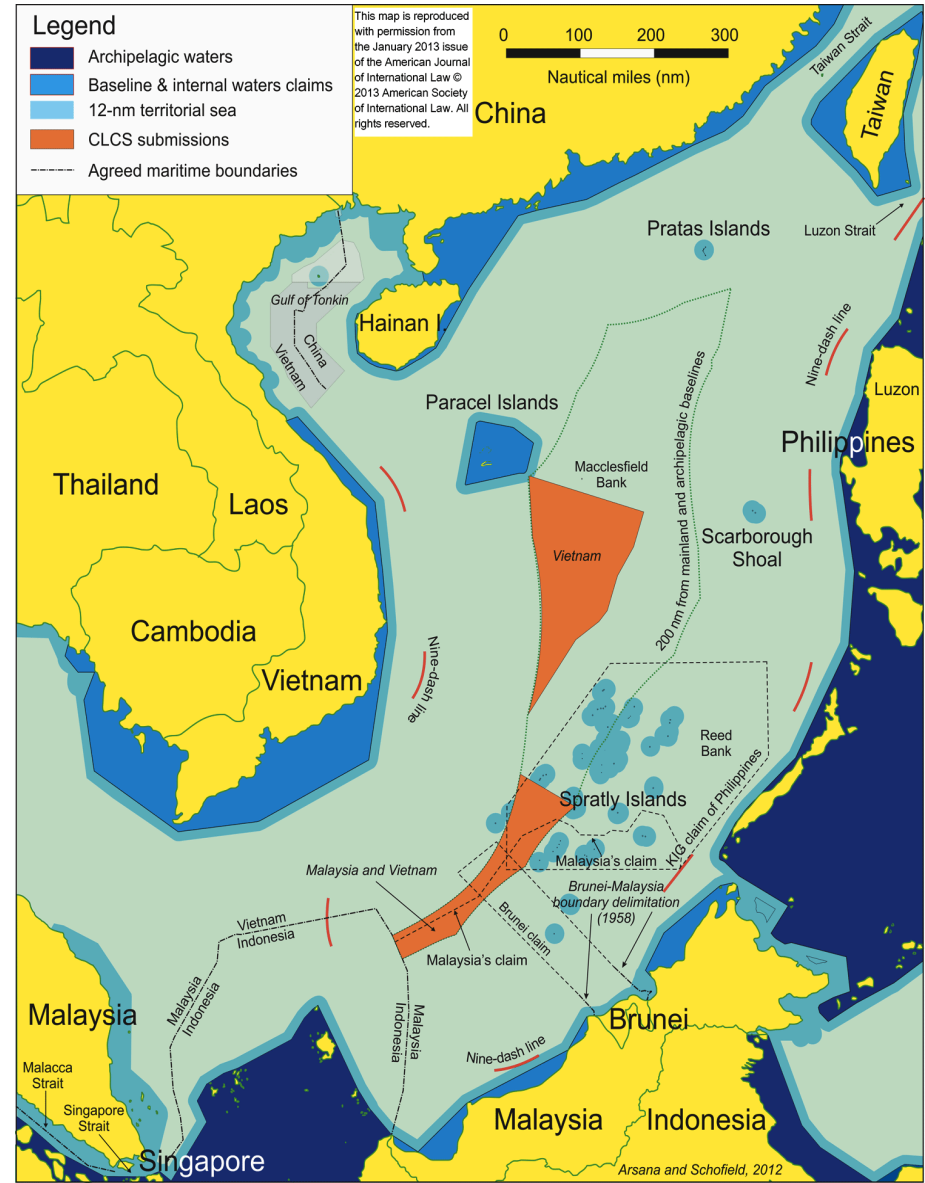 Legend
Archipelagic waters
Baseline & internal waters claims
12-nm territorial sea
CLCS submissions
Agreed maritime boundaries
This map is reproduced
with permission from
the January 2013 issue
of the American Journal
of International Law ©
2013 American Society
of International Law. All
rights reserved.
0 100 200 300
Nautical miles (nm)
China
Taiwan Strait
Taiwan
Luzon Strait
Pratas Islands
Gulf of Tonkin
China
Vietnam
Hainan I.
Nine-dash line
Luzon
Philippines
Paracel Islands
Macclesfield
Bank
200 nm from mainland and archipelagic baselines
Scarborough
Shoal
Thailand
Laos
Vietnam
Cambodia
Vietnam
Nine-dash line
Reed
Bank
Spratly Islands
KIG claim of Philippines
Malaysia's claim
Malaysia and Vietnam
Brunei-Malaysia
boundary delimitation
(1958)
Brunei claim
Malaysia's claim
Vietnam
Indonesia
Malaysia
Indonesia
Malaysia
Indonesia
Malaysia
Brunei
Nine-dash line
Malacca
Strait
Singapore
Strait
Singapore
Malaysia
Indonesia
Arsana and Schofield, 2012